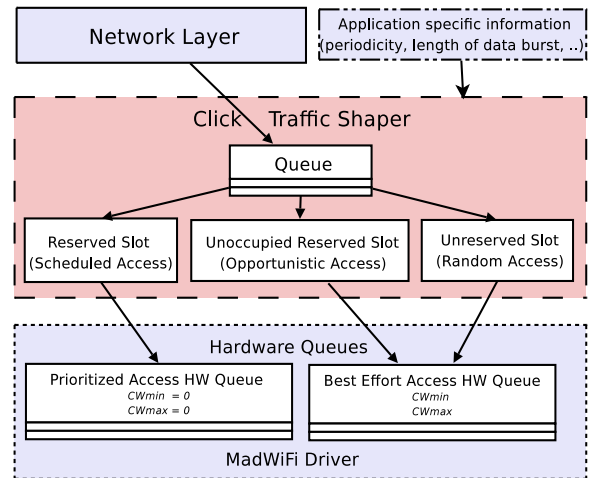 Network Layer
Application specific information
(periodicity, length of data burst, ..)
Click Traffic Shaper
Queue
Reserved Slot
(Scheduled Access)
Unoccupied Reserved Slot
(Opportunistic Access)
Unreserved Slot
(Random Access)
Hardware Queues
Prioritized Access HW Queue
CWmin = 0
CWmax = 0
Best Effort Access HW Queue
CWmin
CWmax
MadWiFi Driver